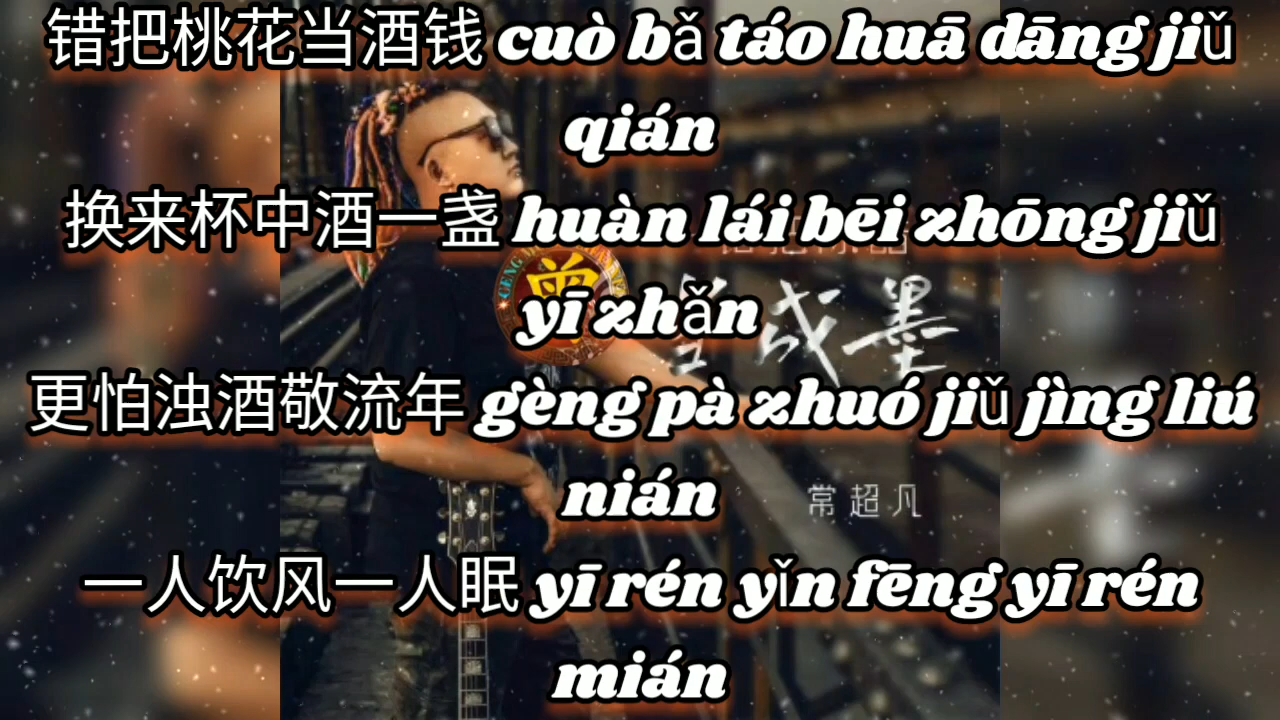 错把桃花当酒钱 cuò bǎ táo huā dāng jiǔ
qián
换来杯中酒一盏 huàn lái bēi zhōng jiǔ
yī zhǎn
更怕浊酒敬流年 gèng pà zhuó jiǔ jìng liú
nián
一人饮风一人眠 yī rén yǐn fēng yī rén
mián
曾
成墨
常超凡